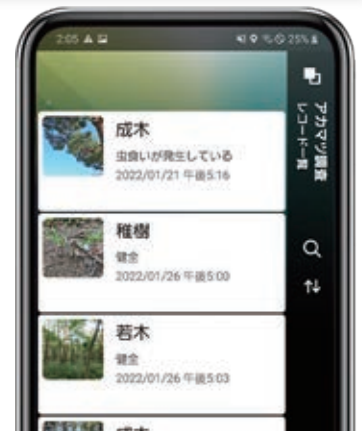 2:05
25%
アカマツ調査
レコード一覧
成木
虫食いが発生している
2022/01/21 午後5:16
稚樹
健全
2022/01/26 午後5:00
若木
健全
2022/01/26 午後5:03
成木